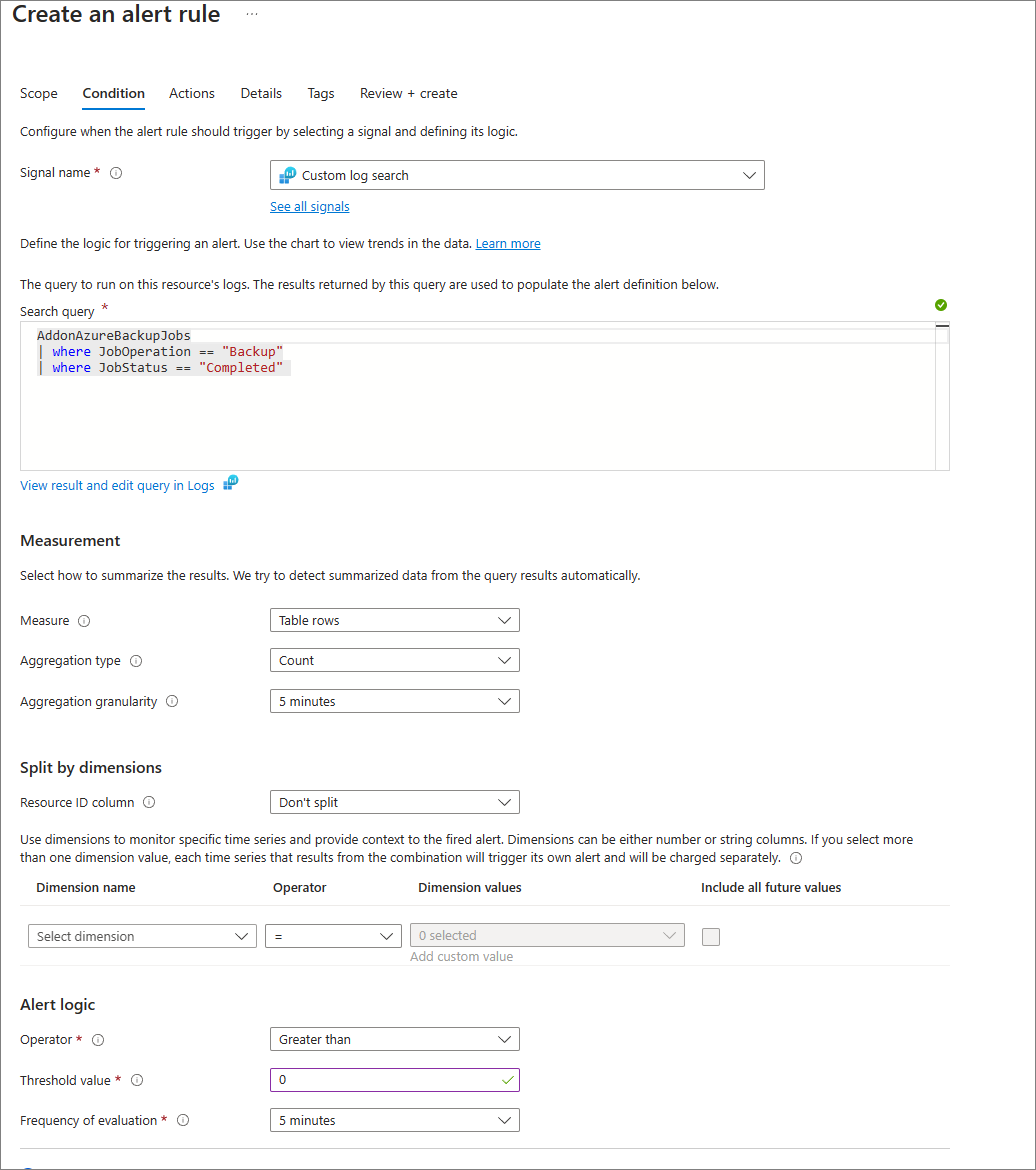 Create an alert rule ...
Scope Condition Actions Details Tags Review + create
Configure when the alert rule should trigger by selecting a signal and defining its logic.
Signal name * Custom log search
See all signals
Define the logic for triggering an alert. Use the chart to view trends in the data. Learn more
The query to run on this resource's logs. The results returned by this query are used to populate the alert definition below.
Search query *
AddonAzureBackupJobs
| where JobOperation == "Backup"
| where JobStatus == "Completed"
View result and edit query in Logs
Measurement
Select how to summarize the results. We try to detect summarized data from the query results automatically.
Measure Table rows
Aggregation type Count
Aggregation granularity 5 minutes
Split by dimensions
Resource ID column Don't split
Use dimensions to monitor specific time series and provide context to the fired alert. Dimensions can be either number or string columns. If you select more
than one dimension value, each time series that results from the combination will trigger its own alert and will be charged separately.
Dimension name Operator Dimension values Include all future values
Select dimension = 0 selected
Add custom value
Alert logic
Operator * Greater than
Threshold value * 0
Frequency of evaluation * 5 minutes